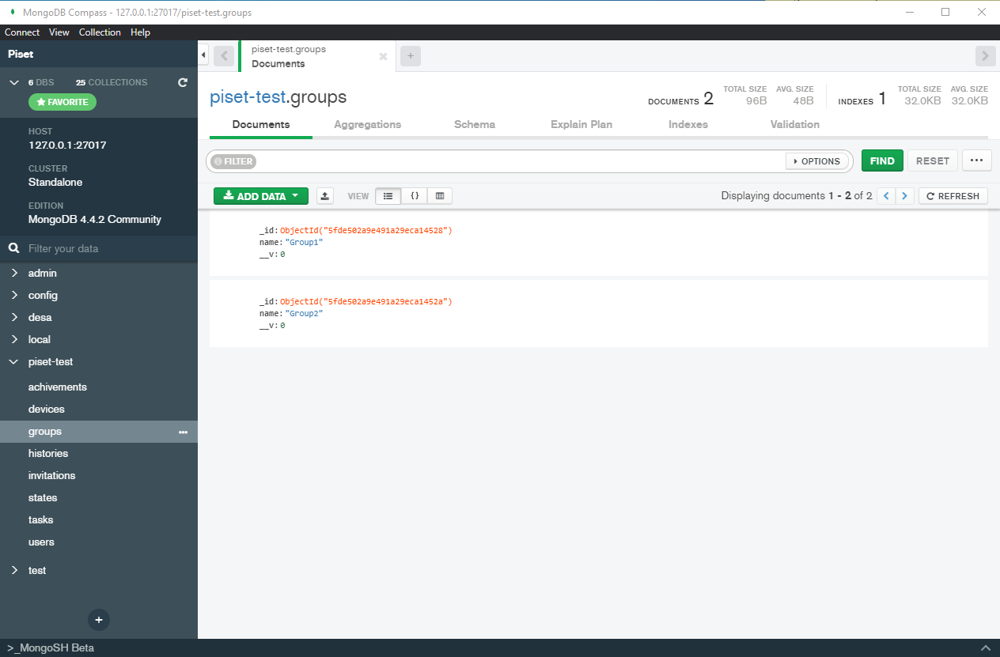 MongoDB Compass - 127.0.0.1:27017/piset-test.groups
Connect View Collection Help
Piset
6 DBS 25 COLLECTIONS
FAVORITE
HOST
127.0.0.1:27017
CLUSTER
Standalone
EDITION
MongoDB 4.4.2 Community
Filter your data
admin
config
desa
local
piset-test
achivements
devices
groups
histories
invitations
states
tasks
users
test
>_MongoSH Beta
piset-test.groups
Documents
piset-test.groups
DOCUMENTS 2 TOTAL SIZE 96B AVG. SIZE 48B INDEXES 1 TOTAL SIZE 32.0KB AVG. SIZE 32.0KB
Documents Aggregations Schema Explain Plan Indexes Validation
FILTER OPTIONS FIND RESET
ADD DATA VIEW {} Displaying documents 1 - 2 of 2 REFRESH
_id: ObjectId("5fde502a9e491a29eca14528")
name: "Group1"
__v: 0
_id: ObjectId("5fde502a9e491a29eca1452a")
name: "Group2"
__v: 0